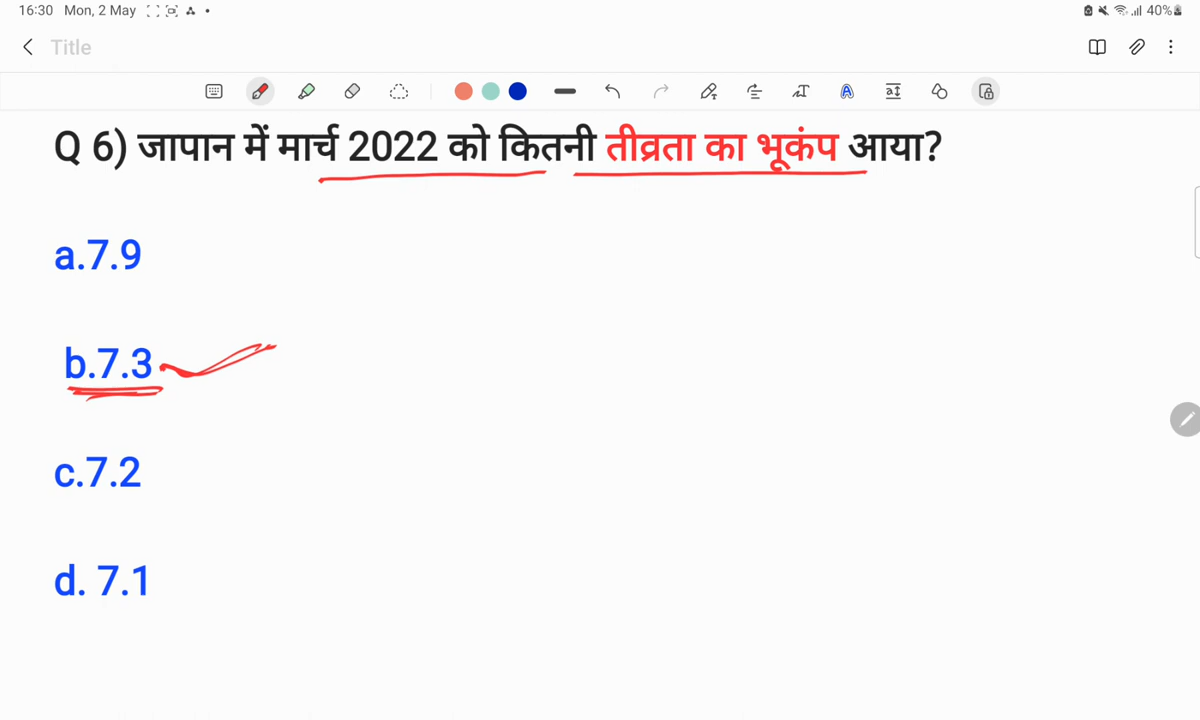 16:30 Mon, 2 May 40%
Title
Q 6) जापान में मार्च 2022 को कितनी तीव्रता का भूकंप आया?
a.7.9
b.7.3
c.7.2
d. 7.1